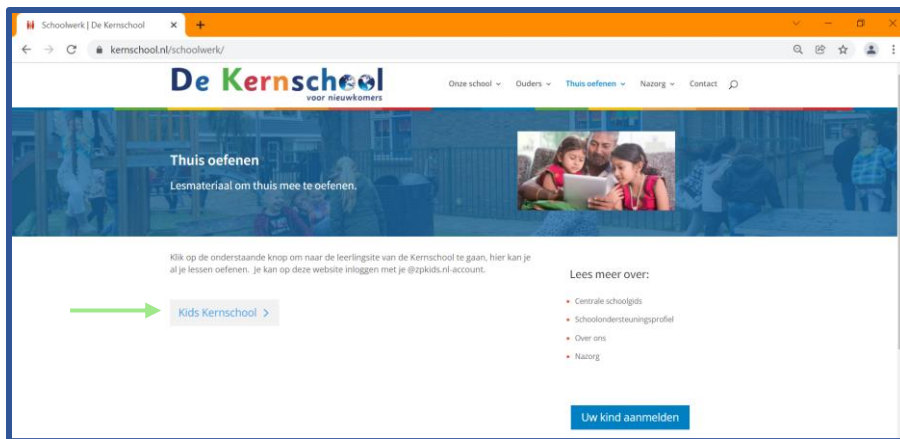 Schoolwerk | De Kernschool
kernschool.nl/schoolwerk/
De Kernschool
voor nieuwkomers
Onze school Ouders Thuis oefenen Nazorg Contact
Thuis oefenen
Lesmateriaal om thuis mee te oefenen.
Klik op de onderstaande knop om naar de leerlingsite van de Kernschool te gaan, hier kan je
al je lessen oefenen. Je kan op deze website inloggen met je @zpkids.nl-account.
Kids Kernschool >
Lees meer over:
• Centrale schoolgids
• Schoolondersteuningsprofiel
• Over ons
• Nazorg
Uw kind aanmelden